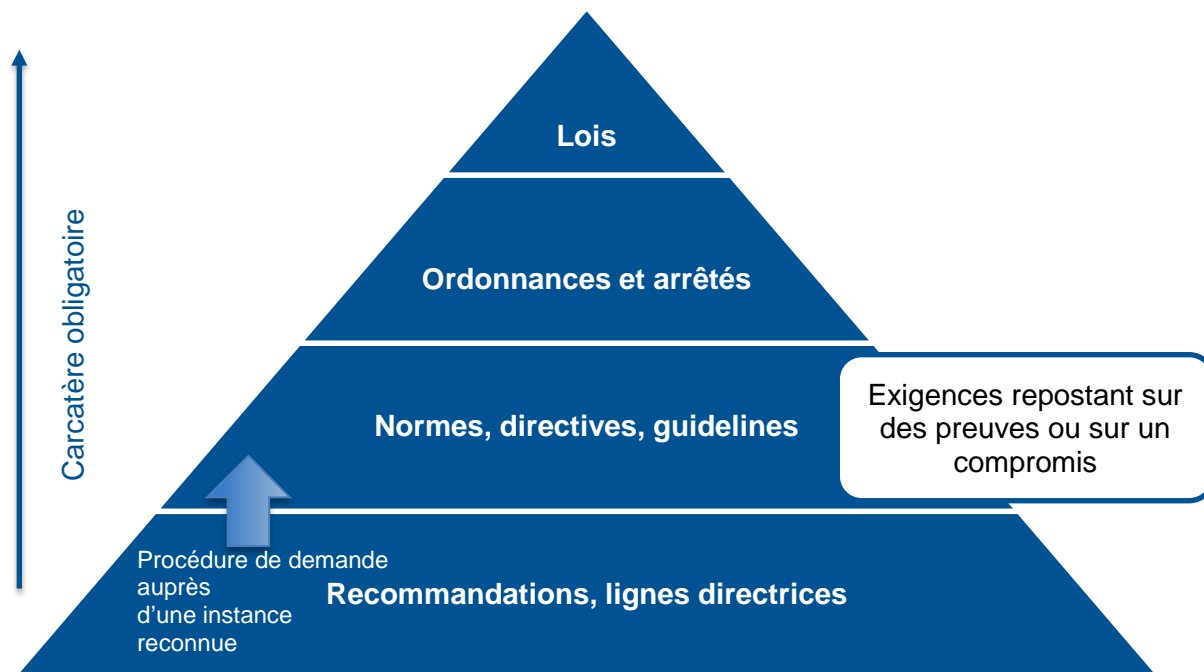 Lois
Ordonnances et arrêtés
Carcatère obligatoire
Normes, directives, guidelines
Exigences repostant sur
des preuves ou sur un
compromis
Procédure de demande
auprès
d’une instance
reconnue
Recommandations, lignes directrices